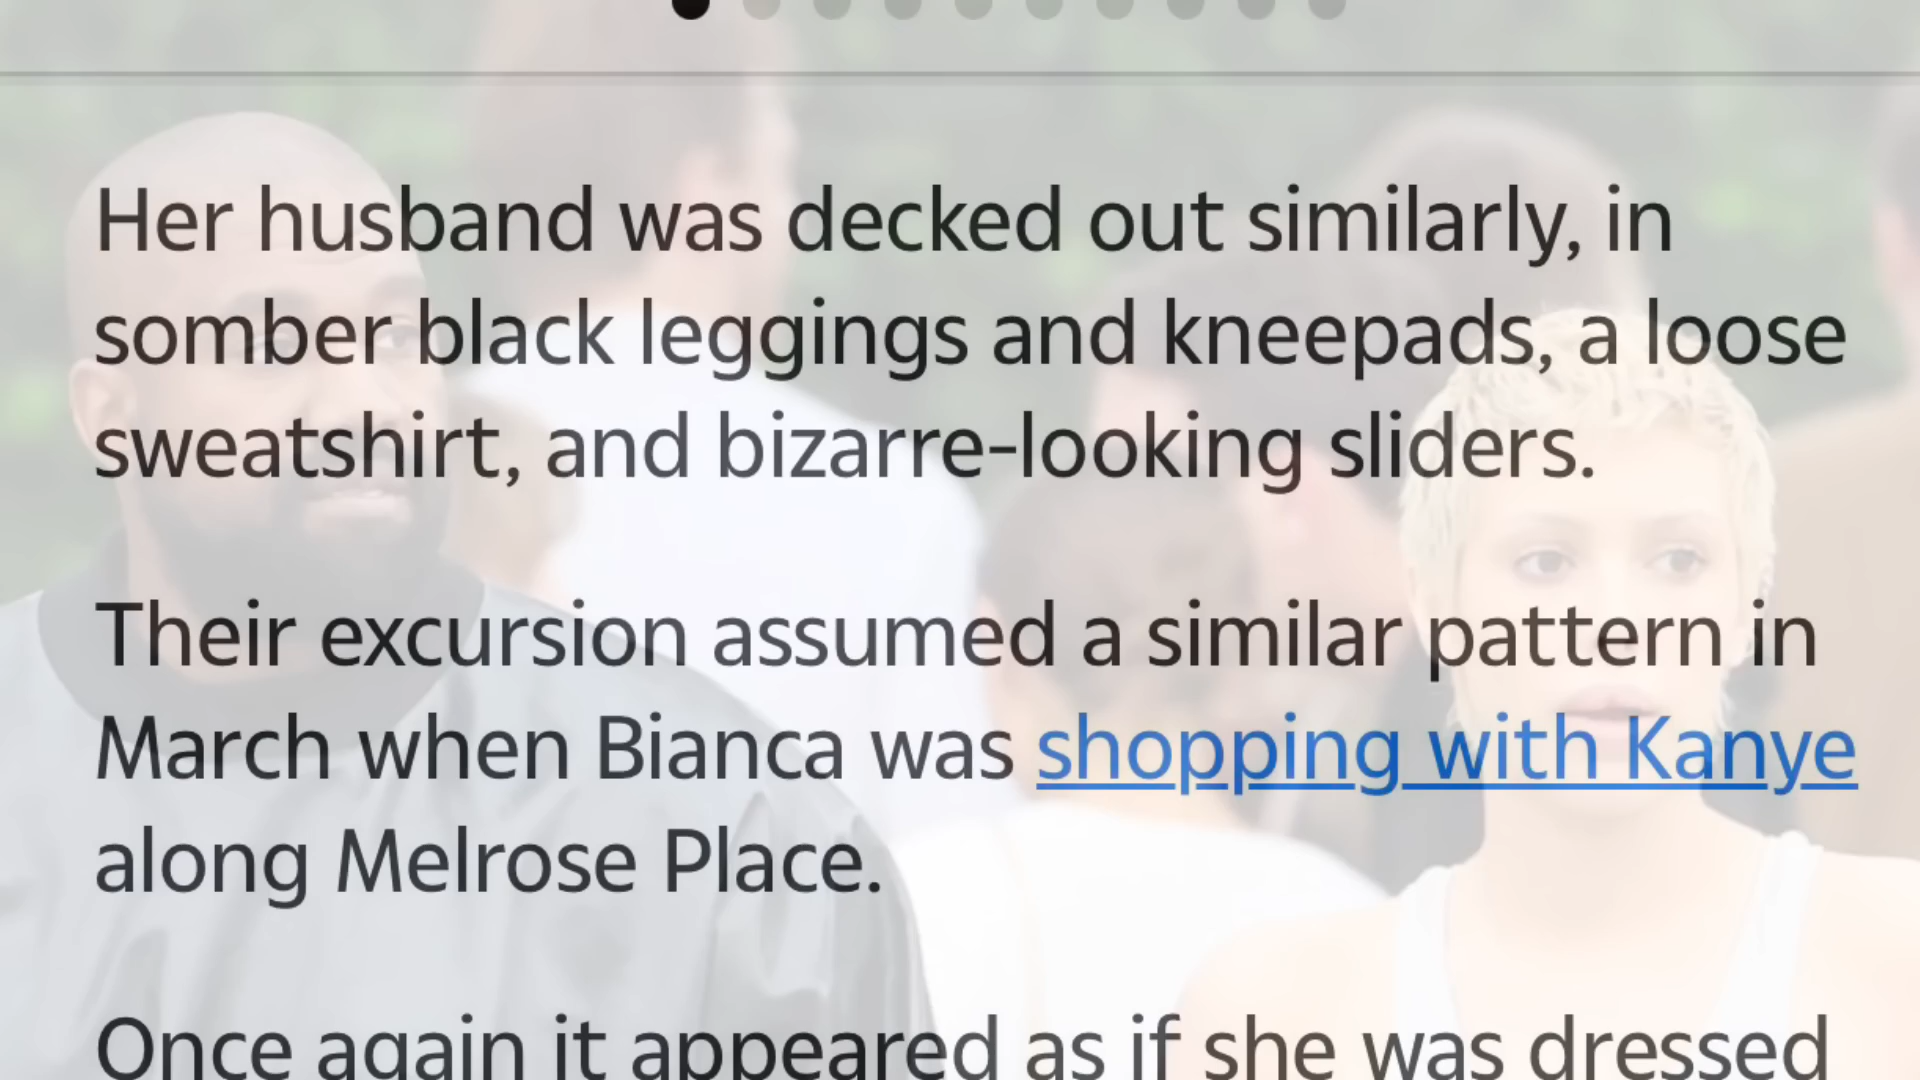 Her husband was decked out similarly, in
somber black leggings and kneepads, a loose
sweatshirt, and bizarre-looking sliders.
Their excursion assumed a similar pattern in
March when Bianca was shopping with Kanye
along Melrose Place.
Once again it appeared as if she was dressed